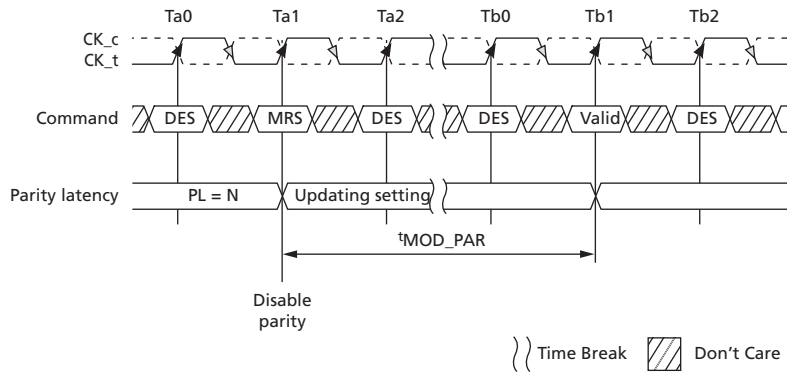 Ta0 Ta1 Ta2 Tb0 Tb1 Tb2
CK_c
CK_t
Command DES MRS DES DES Valid DES
Parity latency PL = N Updating setting
tMOD_PAR
Disable
parity
Time Break Don't Care